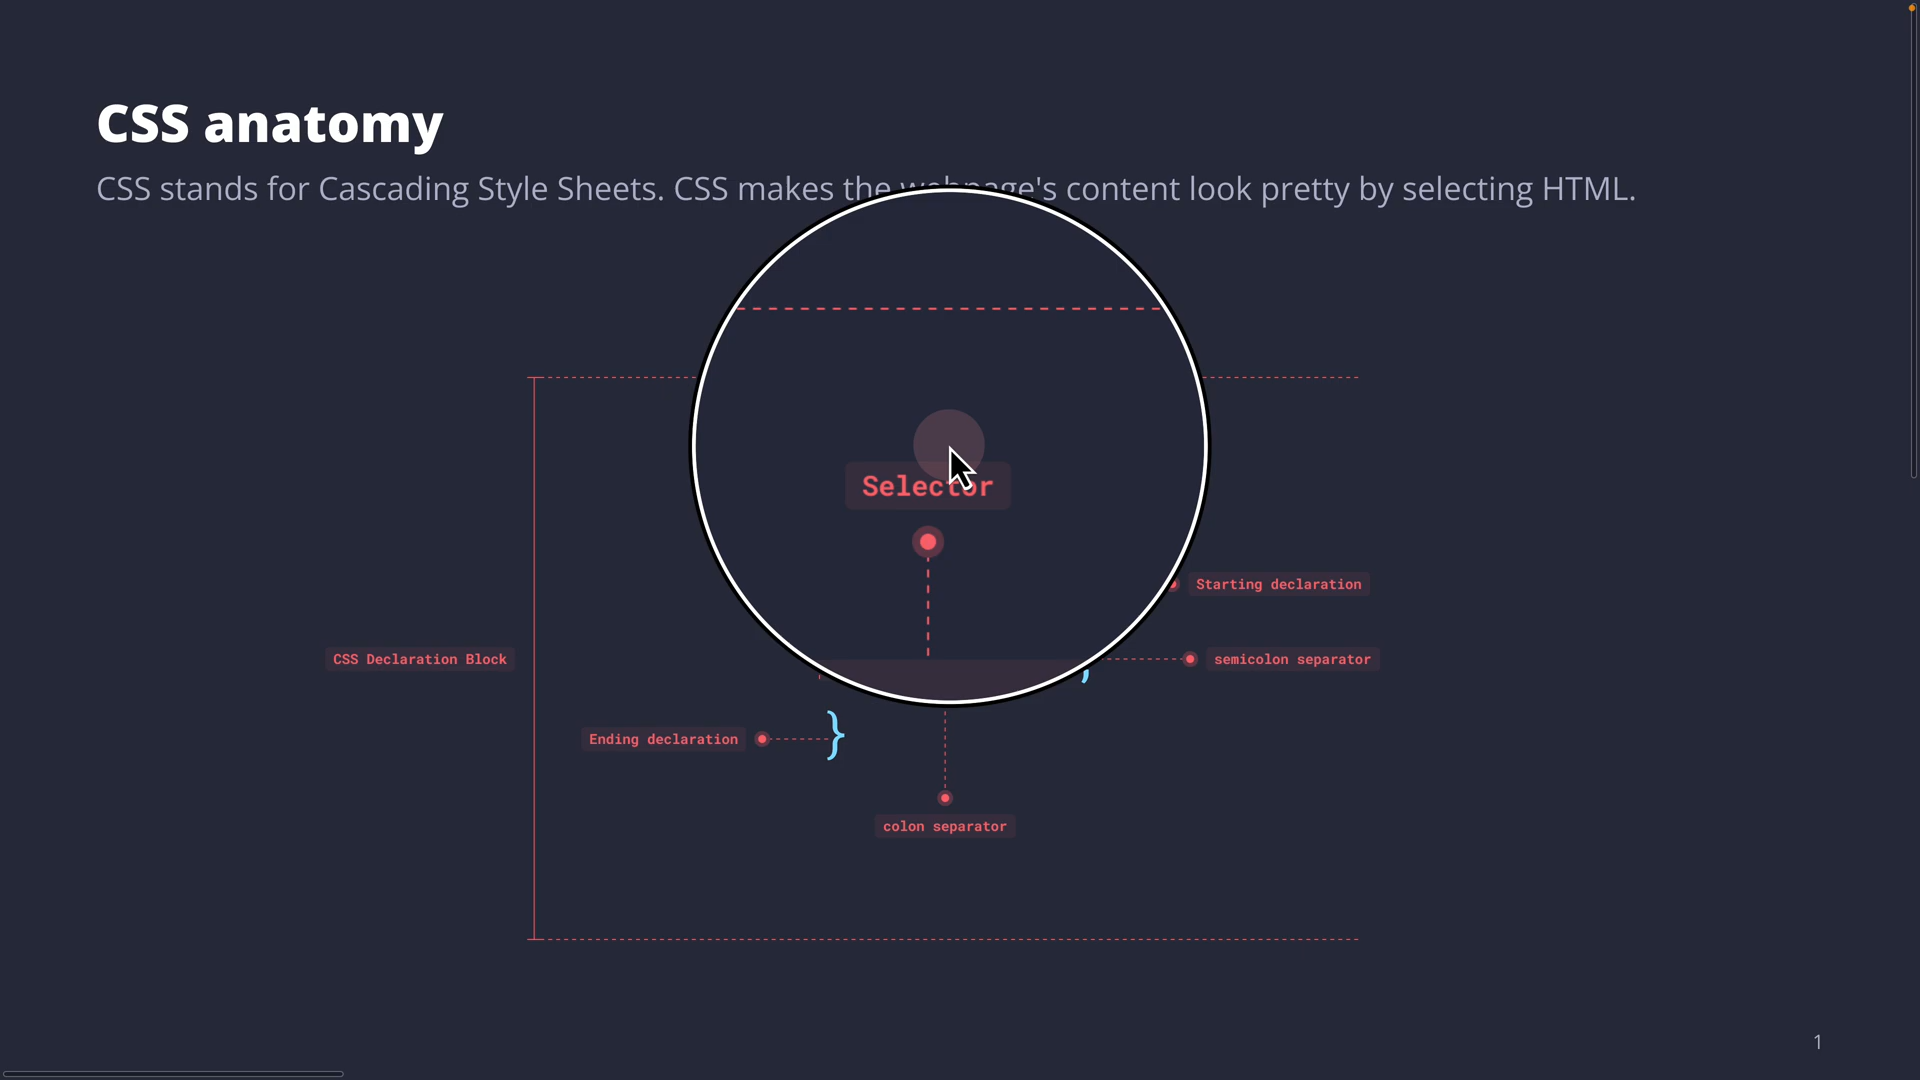 CSS anatomy
CSS stands for Cascading Style Sheets. CSS makes the webpage's content look pretty by selecting HTML.
Selector
Starting declaration
CSS Declaration Block
semicolon separator
Ending declaration
}
colon separator
1